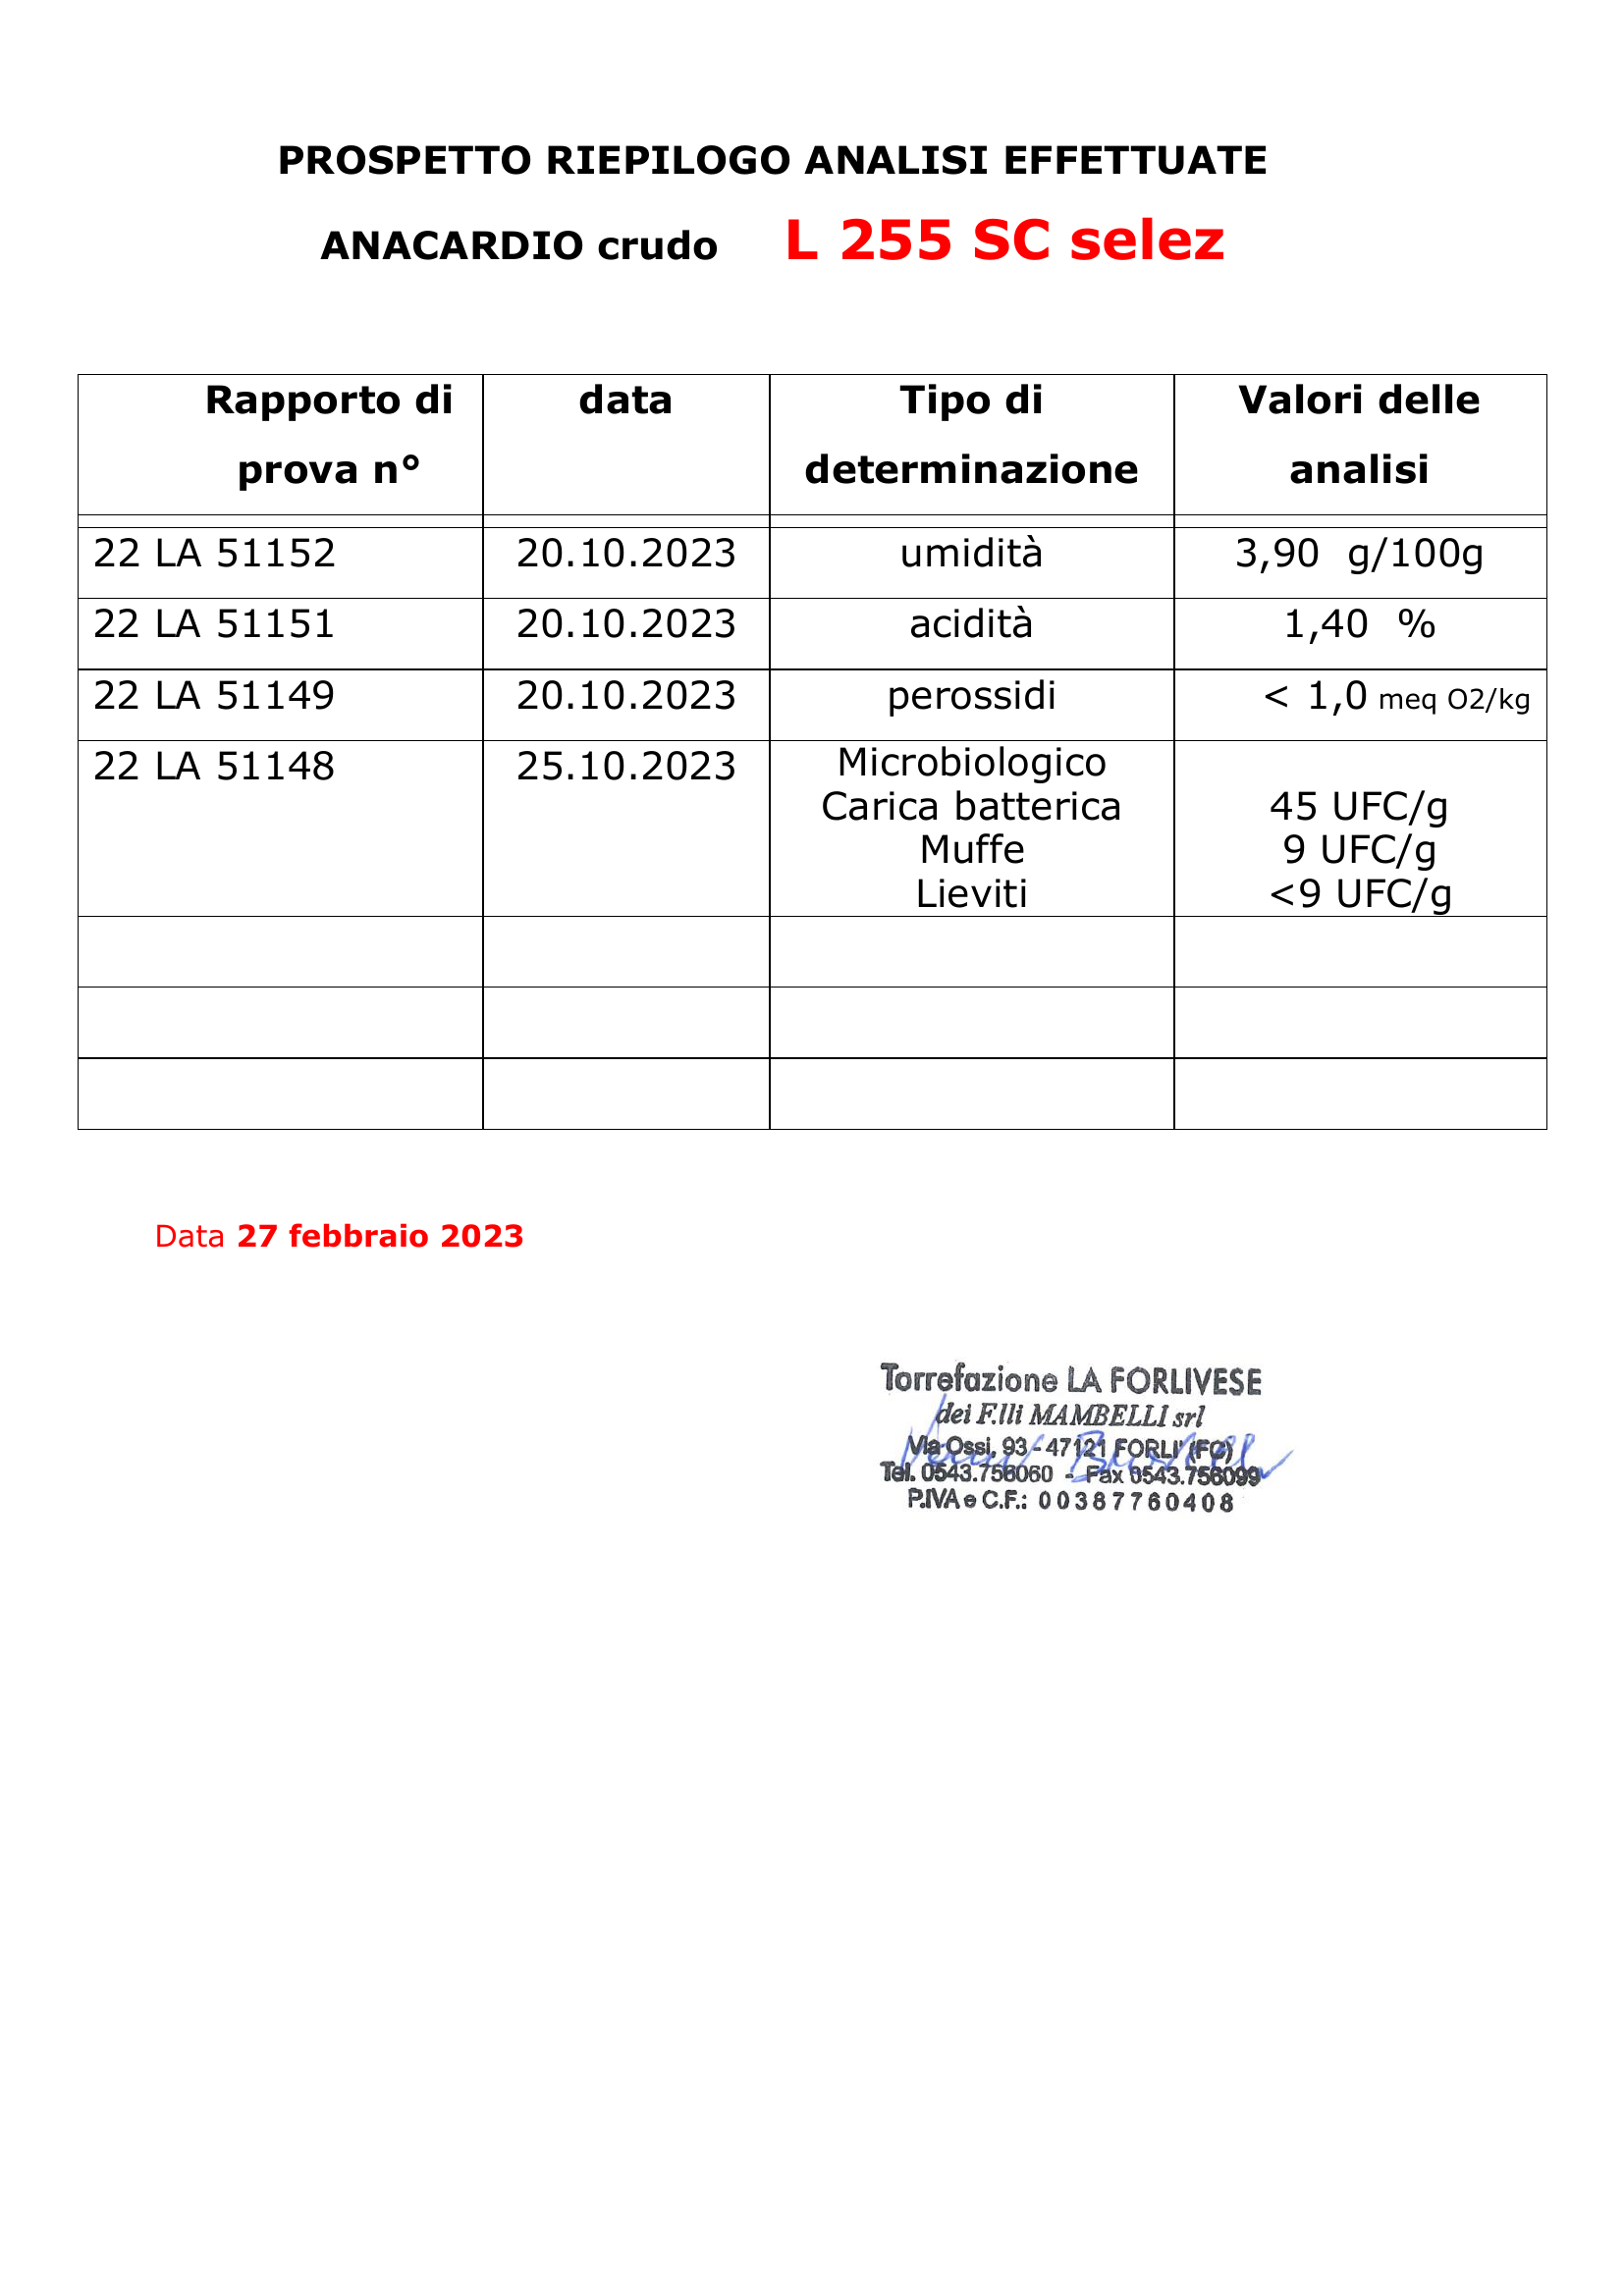 PROSPETTO RIEPILOGO ANALISI EFFETTUATE
ANACARDIO crudo L 255 SC selez
Rapporto di prova n° data Tipo di determinazione Valori delle analisi
22 LA 51152 20.10.2023 umidità 3,90 g/100g
22 LA 51151 20.10.2023 acidità 1,40 %
22 LA 51149 20.10.2023 perossidi < 1,0 meq O2/kg
22 LA 51148 25.10.2023 Microbiologico
Carica batterica 45 UFC/g
Muffe 9 UFC/g
Lieviti <9 UFC/g
Data 27 febbraio 2023
Torrefazione LA FORLIVESE
dei F.lli MAMBELLI srl
Via Ossi, 93 - 47121 FORLI' (FC)
Tel. 0543.756060 - Fax 0543.756099
P.IVA e C.F.: 00387760408